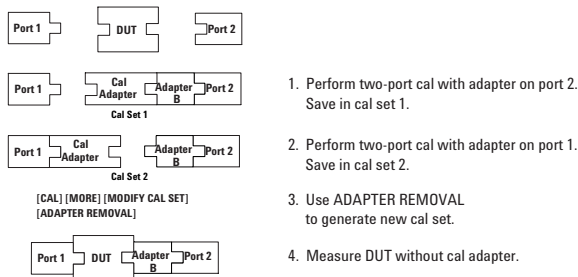 Port 1
DUT
Port 2
Port 1
Cal
Adapter
Adapter
B
Port 2
Cal Set 1
1. Perform two-port cal with adapter on port 2.
Save in cal set 1.
Port 1
Cal
Adapter
Adapter
B
Port 2
Cal Set 2
2. Perform two-port cal with adapter on port 1.
Save in cal set 2.
[CAL] [MORE] [MODIFY CAL SET]
[ADAPTER REMOVAL]
3. Use ADAPTER REMOVAL
to generate new cal set.
Port 1
DUT
Adapter
B
Port 2
4. Measure DUT without cal adapter.